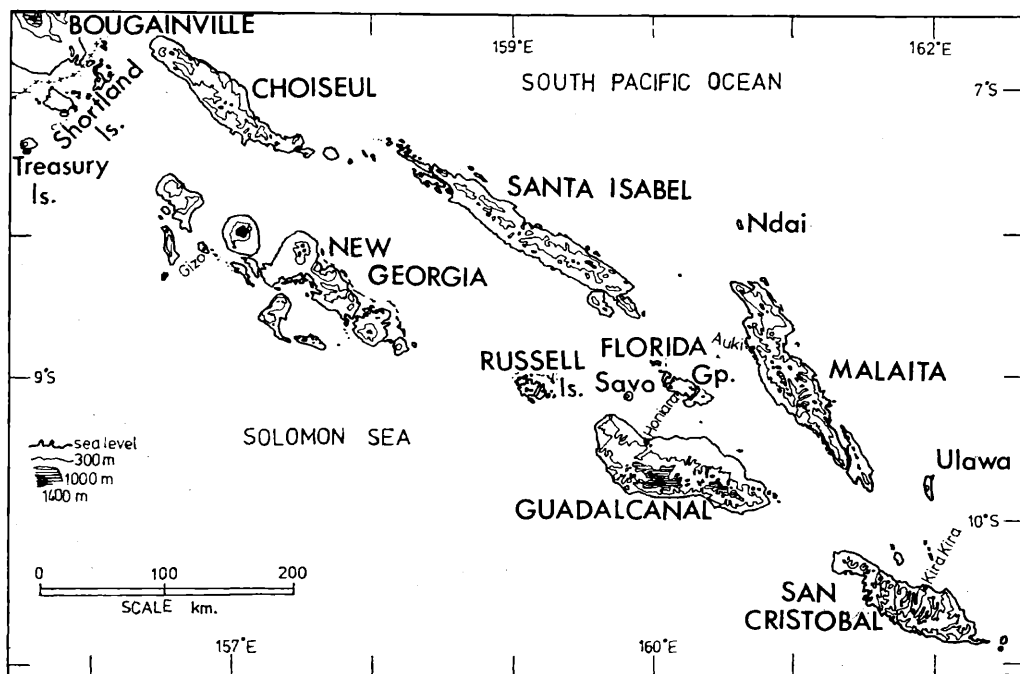 BOUGAINVILLE
159°E
162°E
SOUTH PACIFIC OCEAN
7°S
CHOISEUL
Shortland
Is.
Treasury
Is.
SANTA ISABEL
Ndai
NEW
GEORGIA
Gizo
Auki
FLORIDA
Gp.
RUSSELL
Is.
Savo
MALAITA
9°S
Honiara
SOLOMON SEA
sea level
300 m
1000 m
1400 m
Ulawa
GUADALCANAL
10°S
Kira Kira
0 100 200
SCALE km.
SAN
CRISTOBAL
157°E
160°E